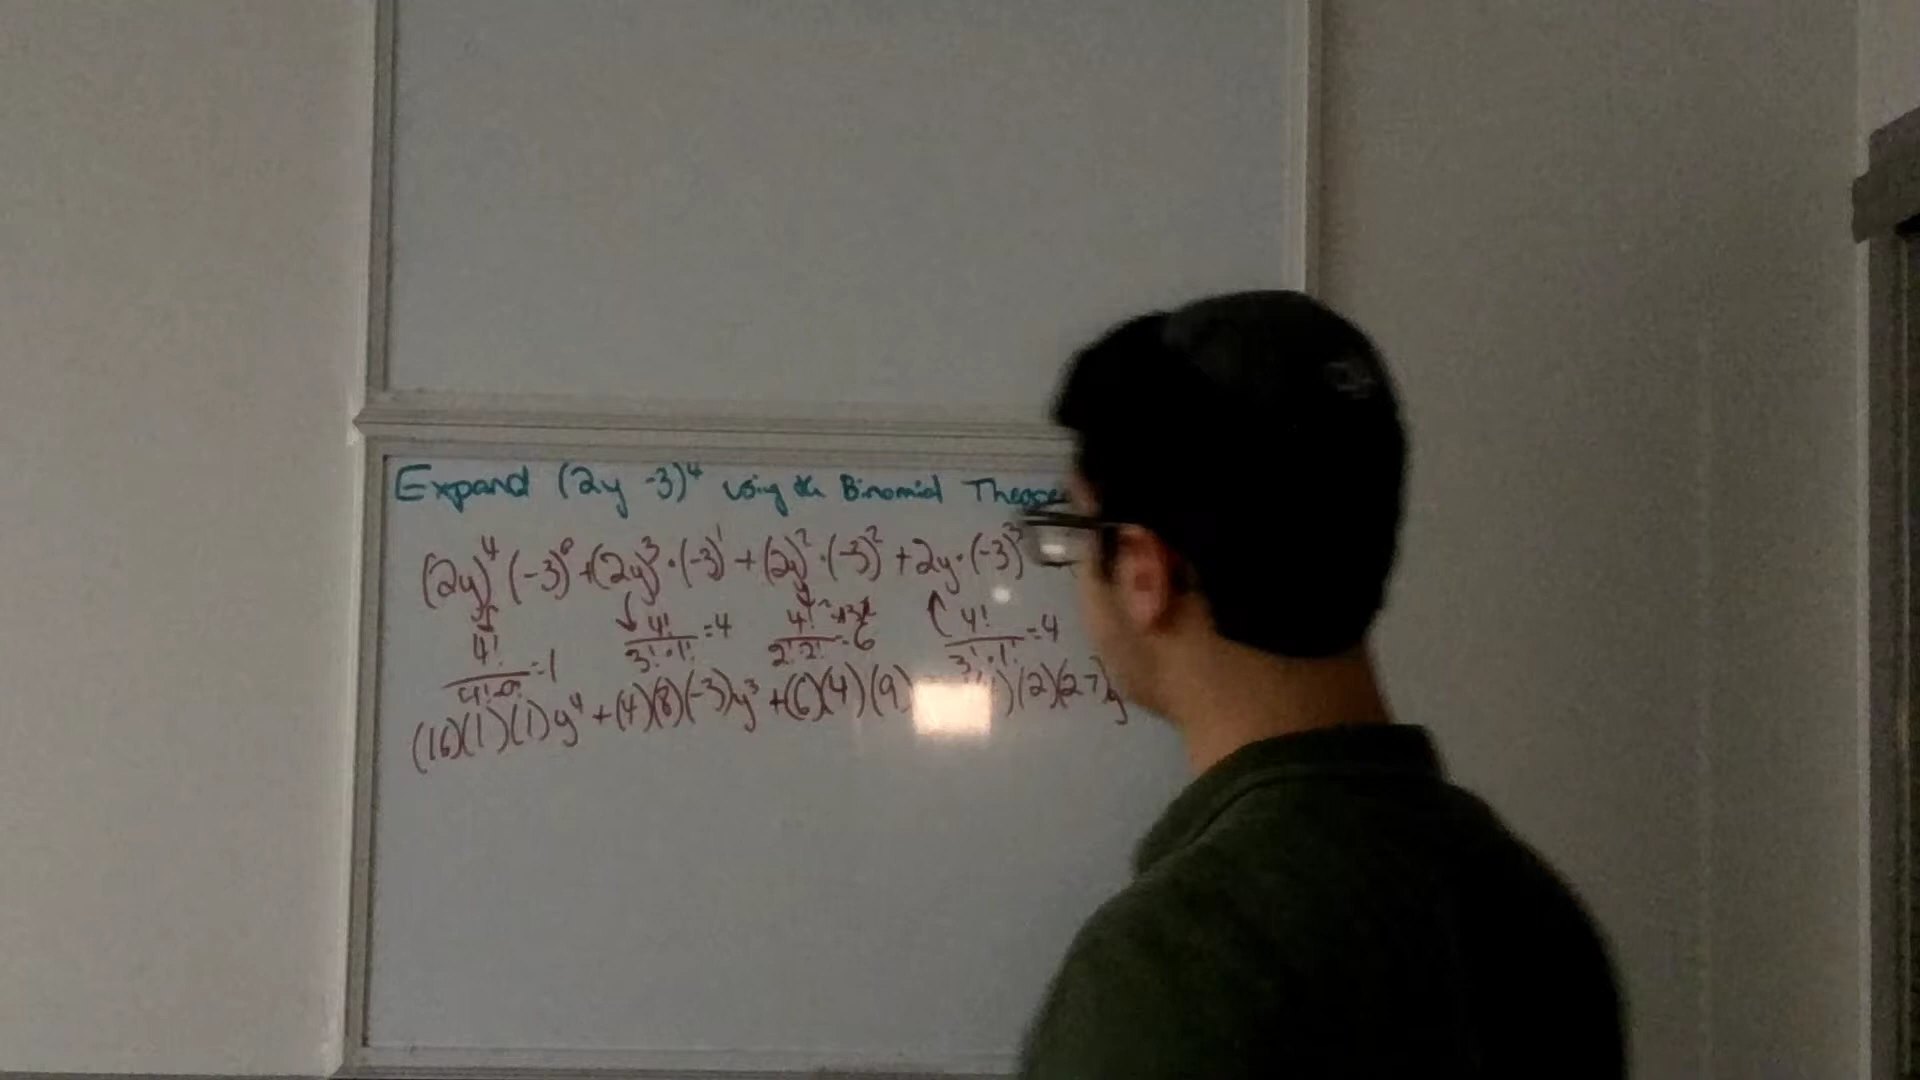 Expand (2y -3)⁴ using the Binomial
(2y)⁴(-3)⁰+(2y)³·(-3)¹+(2y)²·(-3)²+2y·(-3)³
4!/4!·0!=1 4!/3!·1!=4 4!/2!2!=6 4!/3!·1!=4
(16)(1)(1)y⁴+(4)(8)(-3)y³+(6)(4)(9) )(2)(27)y